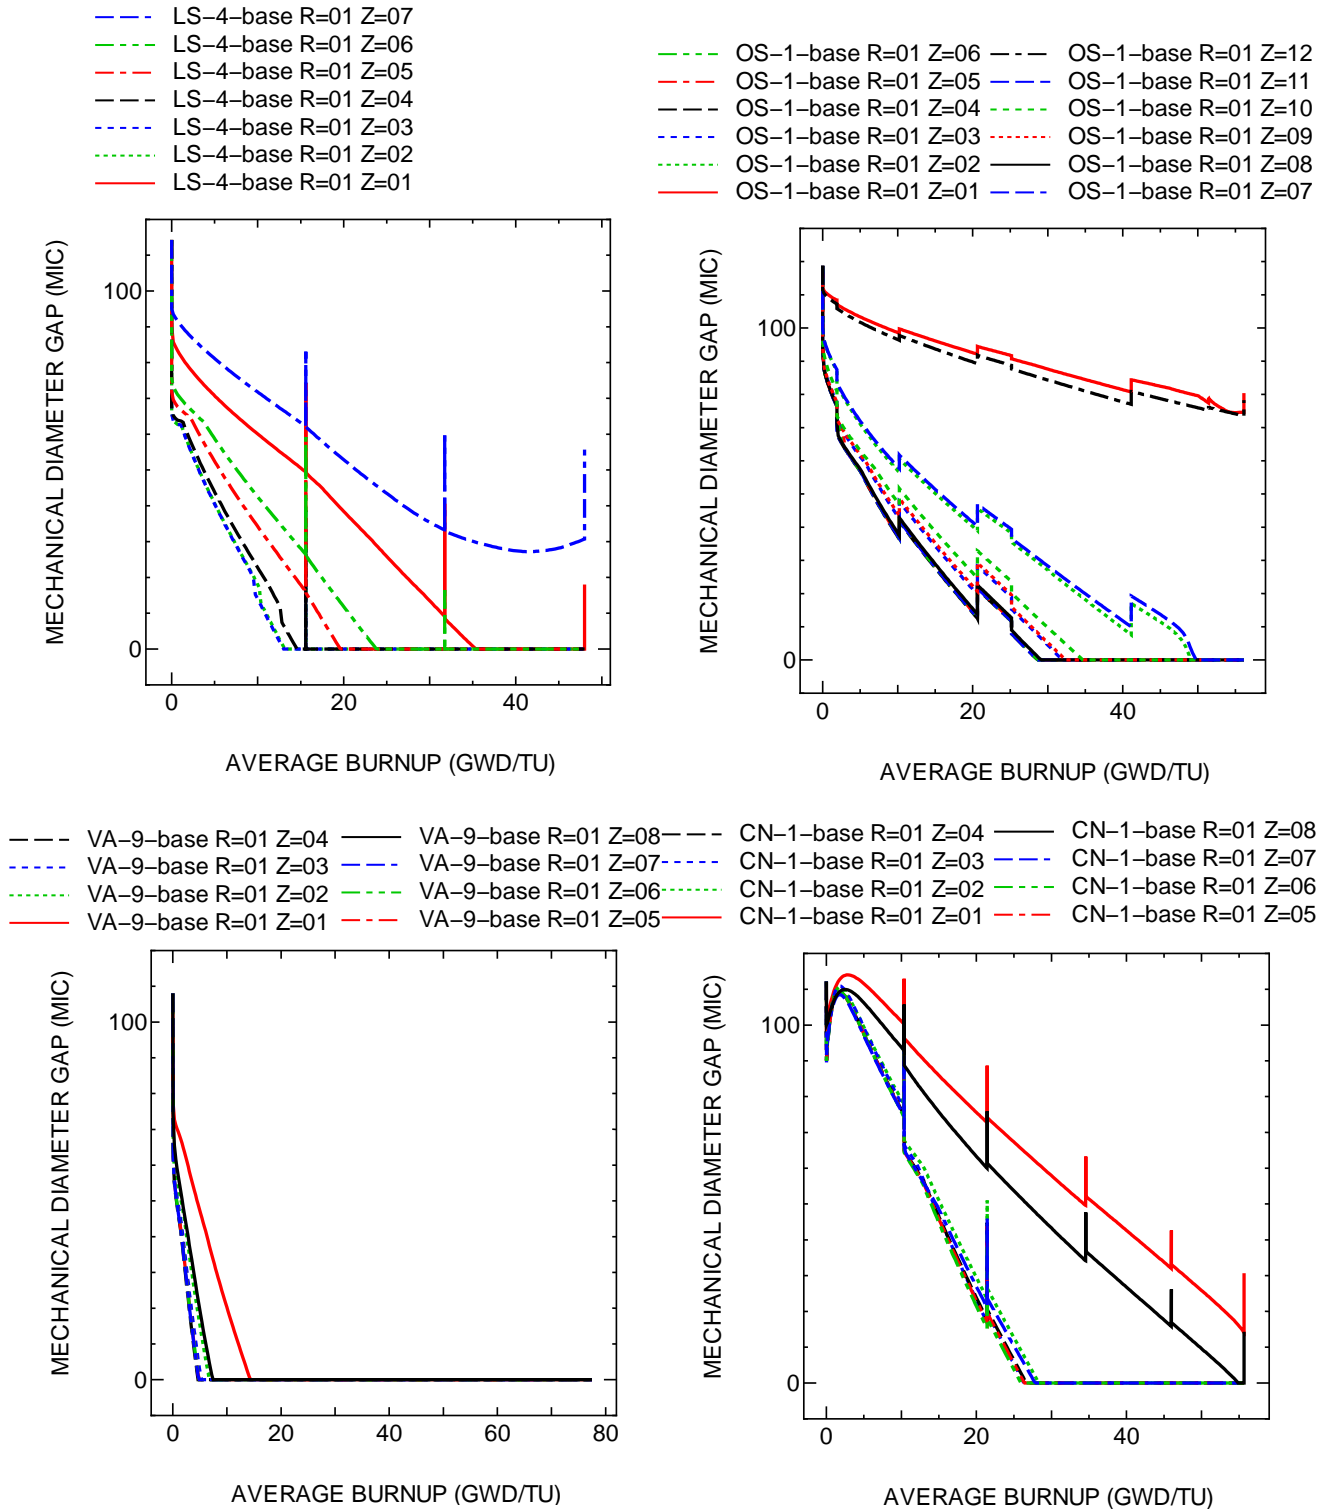 LS−4−base R=01 Z=07
LS−4−base R=01 Z=06
LS−4−base R=01 Z=05
LS−4−base R=01 Z=04
LS−4−base R=01 Z=03
LS−4−base R=01 Z=02
LS−4−base R=01 Z=01
MECHANICAL DIAMETER GAP (MIC)
100
0
0 20 40
AVERAGE BURNUP (GWD/TU)
OS−1−base R=01 Z=06 OS−1−base R=01 Z=12
OS−1−base R=01 Z=05 OS−1−base R=01 Z=11
OS−1−base R=01 Z=04 OS−1−base R=01 Z=10
OS−1−base R=01 Z=03 OS−1−base R=01 Z=09
OS−1−base R=01 Z=02 OS−1−base R=01 Z=08
OS−1−base R=01 Z=01 OS−1−base R=01 Z=07
MECHANICAL DIAMETER GAP (MIC)
100
0
0 20 40
AVERAGE BURNUP (GWD/TU)
VA−9−base R=01 Z=04 VA−9−base R=01 Z=08
VA−9−base R=01 Z=03 VA−9−base R=01 Z=07
VA−9−base R=01 Z=02 VA−9−base R=01 Z=06
VA−9−base R=01 Z=01 VA−9−base R=01 Z=05
MECHANICAL DIAMETER GAP (MIC)
100
0
0 20 40 60 80
AVERAGE BURNUP (GWD/TU)
CN−1−base R=01 Z=04 CN−1−base R=01 Z=08
CN−1−base R=01 Z=03 CN−1−base R=01 Z=07
CN−1−base R=01 Z=02 CN−1−base R=01 Z=06
CN−1−base R=01 Z=01 CN−1−base R=01 Z=05
MECHANICAL DIAMETER GAP (MIC)
100
0
0 20 40
AVERAGE BURNUP (GWD/TU)